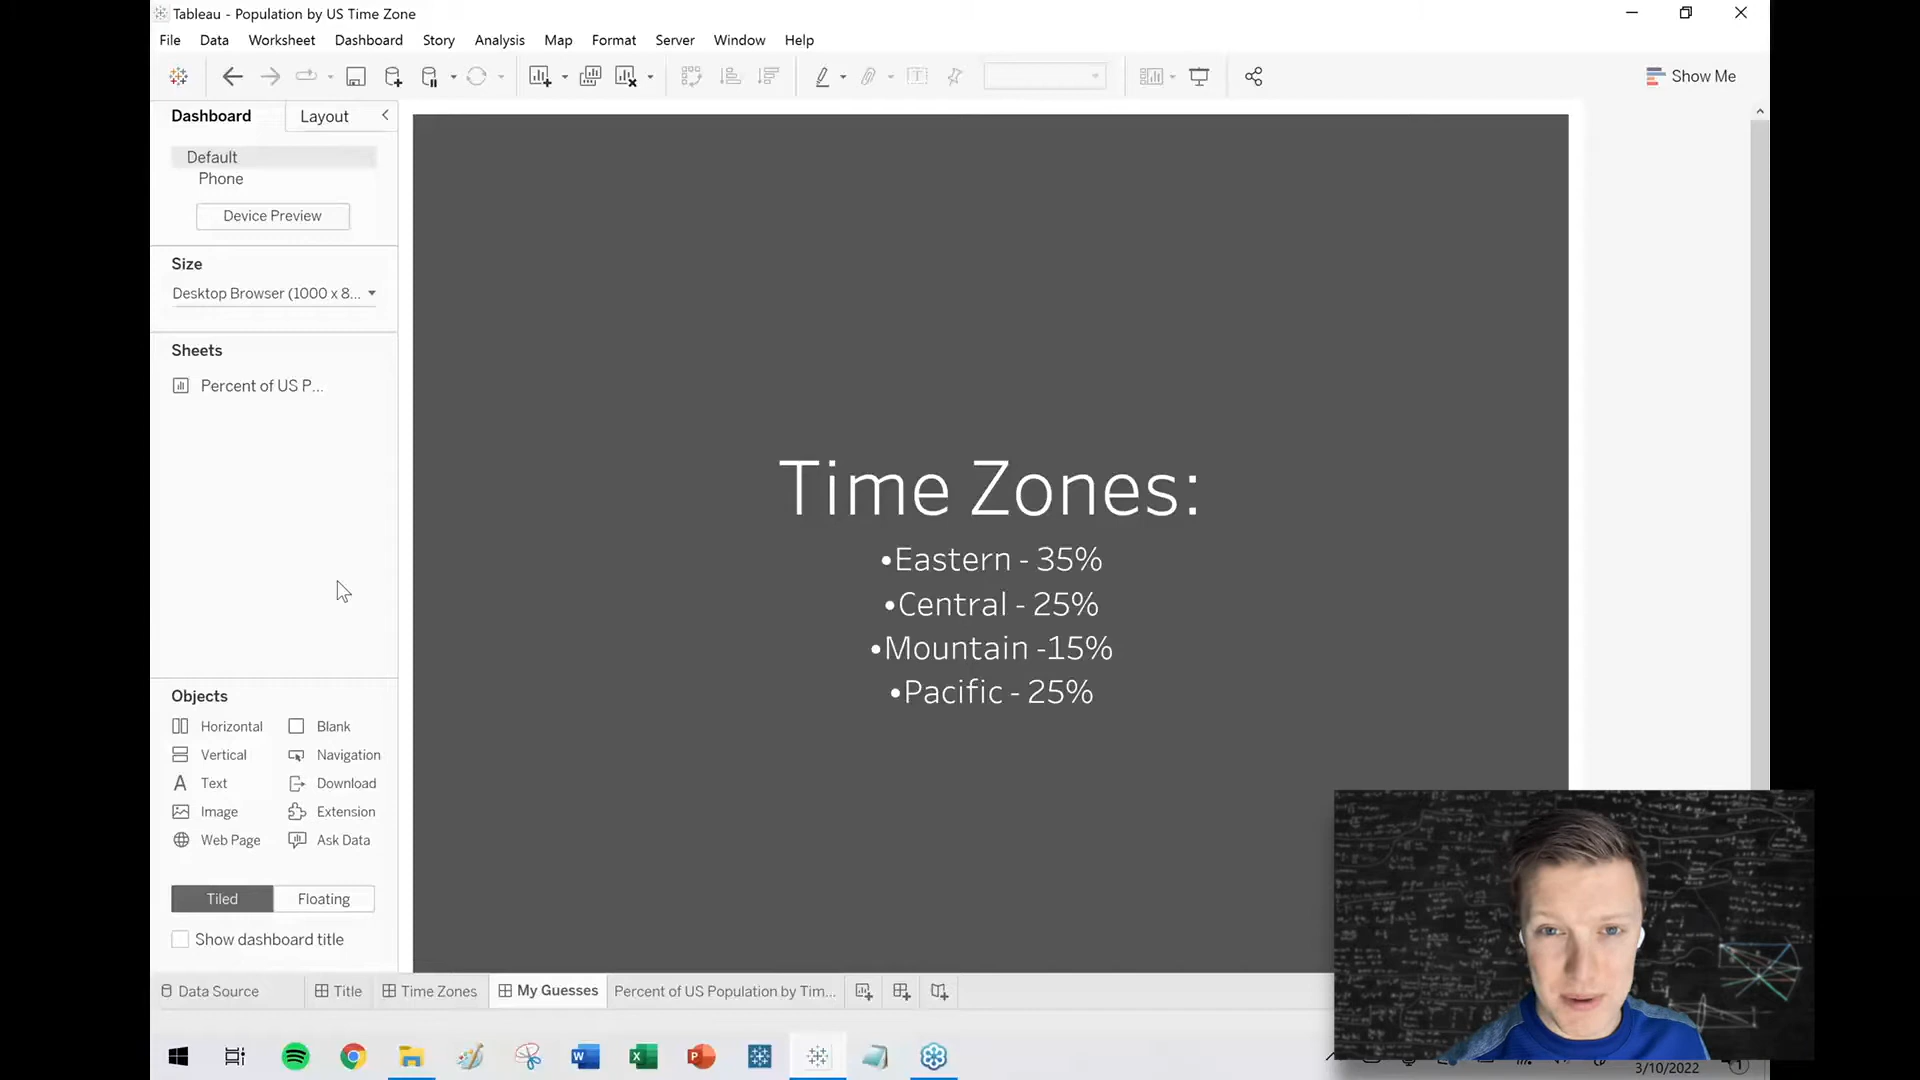 Tableau - Population by US Time Zone
File Data Worksheet Dashboard Story Analysis Map Format Server Window Help
Show Me
Dashboard Layout
Default
Phone
Device Preview
Size
Desktop Browser (1000 x 8...
Sheets
Percent of US P...
Time Zones:
•Eastern - 35%
•Central - 25%
•Mountain -15%
•Pacific - 25%
Objects
Horizontal Blank
Vertical Navigation
Text Download
Image Extension
Web Page Ask Data
Tiled Floating
Show dashboard title
Data Source Title Time Zones My Guesses Percent of US Population by Tim...
3/10/2022